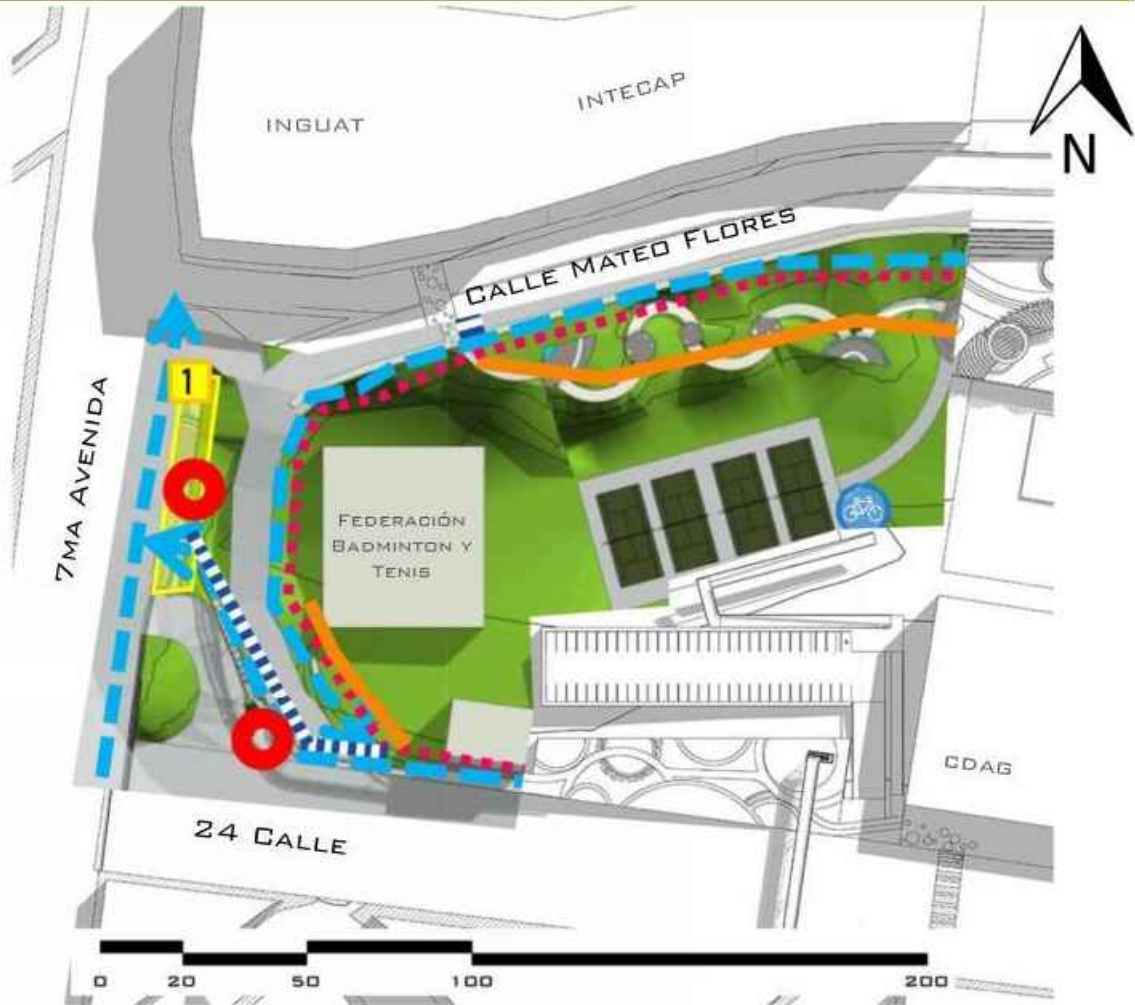 INGUAT
INTECAP
N
CALLE MATEO FLORES
1
7MA AVENIDA
FEDERACIÓN
BADMINTON Y
TENIS
CDAG
24 CALLE
0 20 50 100 200